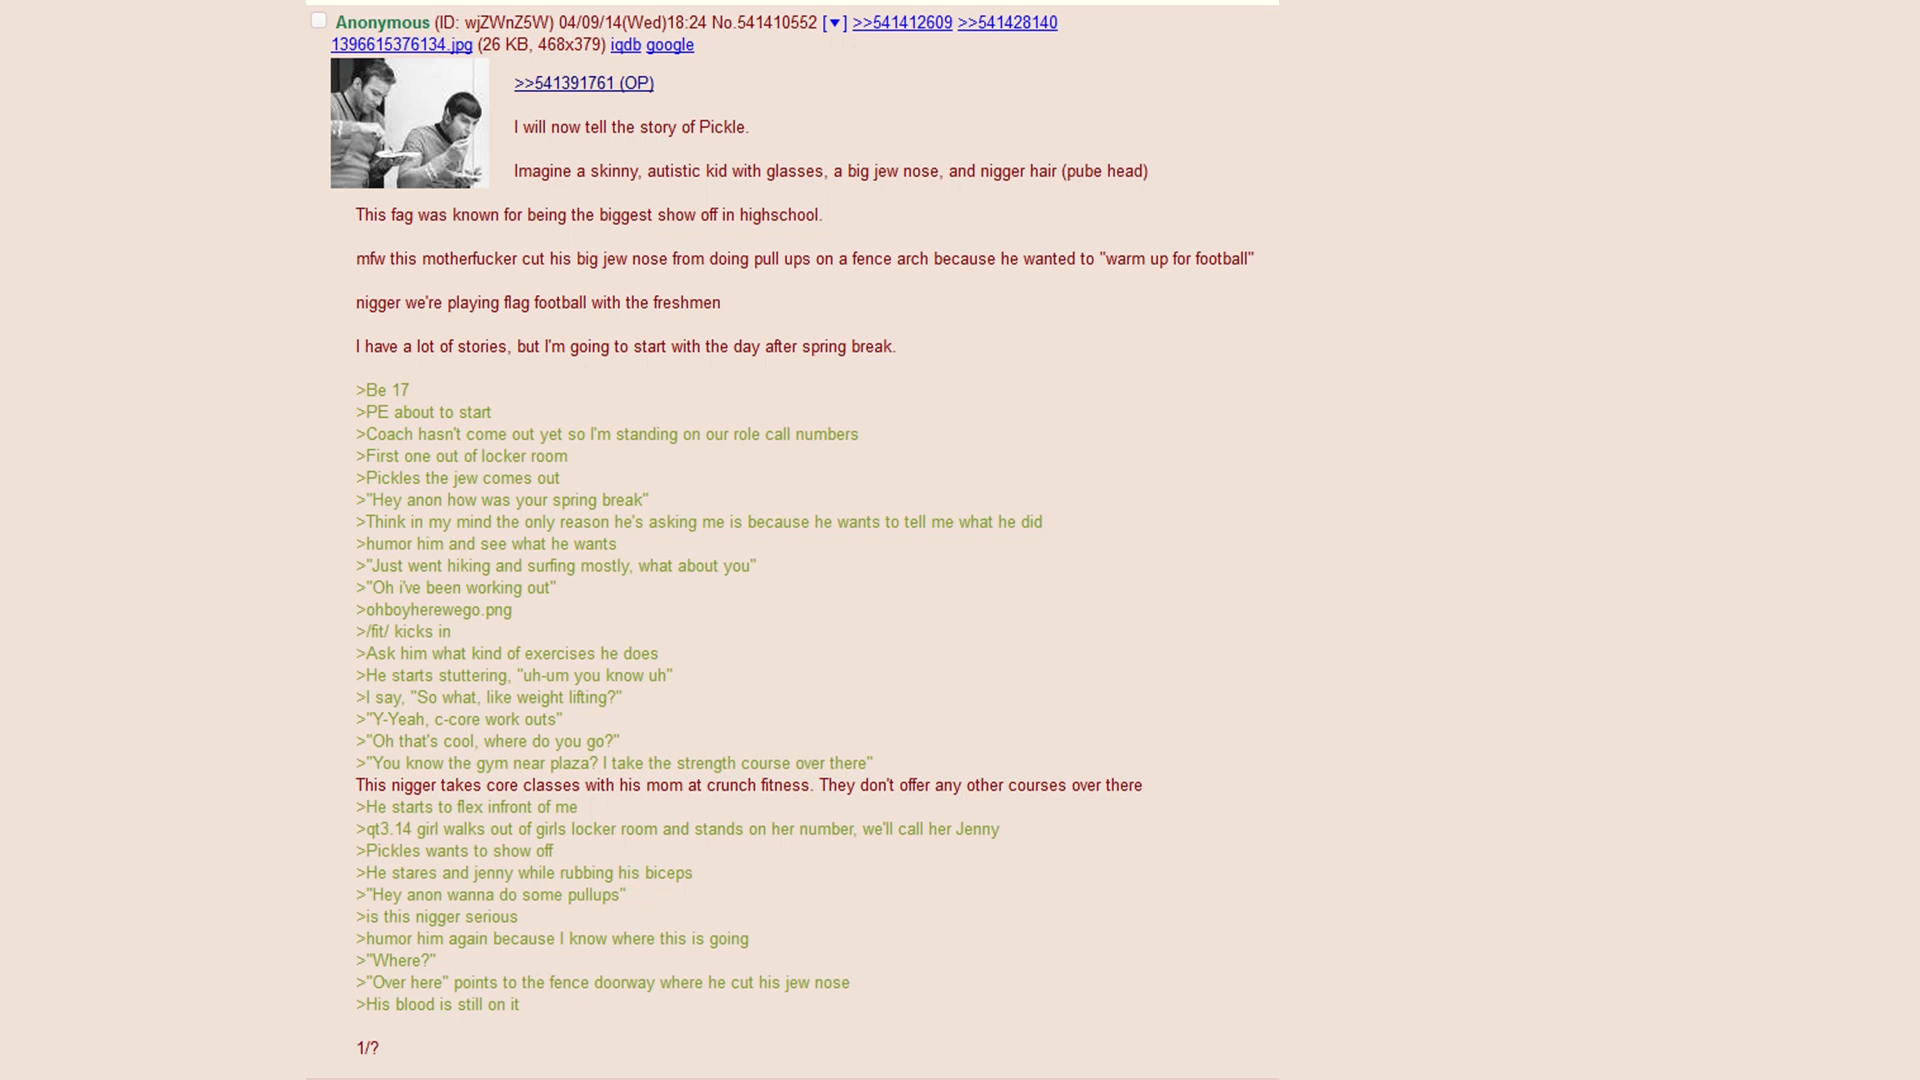 Anonymous (ID: wjZWnZ5W) 04/09/14(Wed)18:24 No.541410552 [▼] >>541412609 >>541428140
1396615376134.jpg (26 KB, 468x379) iqdb google
>>541391761 (OP)
I will now tell the story of Pickle.
Imagine a skinny, autistic kid with glasses, a big jew nose, and nigger hair (pube head)
This fag was known for being the biggest show off in highschool.
mfw this motherfucker cut his big jew nose from doing pull ups on a fence arch because he wanted to "warm up for football"
nigger we're playing flag football with the freshmen
I have a lot of stories, but I'm going to start with the day after spring break.
>Be 17
>PE about to start
>Coach hasn't come out yet so I'm standing on our role call numbers
>First one out of locker room
>Pickles the jew comes out
>"Hey anon how was your spring break"
>Think in my mind the only reason he's asking me is because he wants to tell me what he did
>humor him and see what he wants
>"Just went hiking and surfing mostly, what about you"
>"Oh i've been working out"
>ohboyherewego.png
>/fit/ kicks in
>Ask him what kind of exercises he does
>He starts stuttering, "uh-um you know uh"
>I say, "So what, like weight lifting?"
>"Y-Yeah, c-core work outs"
>"Oh that's cool, where do you go?"
>"You know the gym near plaza? I take the strength course over there"
This nigger takes core classes with his mom at crunch fitness. They don't offer any other courses over there
>He starts to flex infront of me
>qt3.14 girl walks out of girls locker room and stands on her number, we'll call her Jenny
>Pickles wants to show off
>He stares and jenny while rubbing his biceps
>"Hey anon wanna do some pullups"
>is this nigger serious
>humor him again because I know where this is going
>"Where?"
>"Over here" points to the fence doorway where he cut his jew nose
>His blood is still on it
1/?